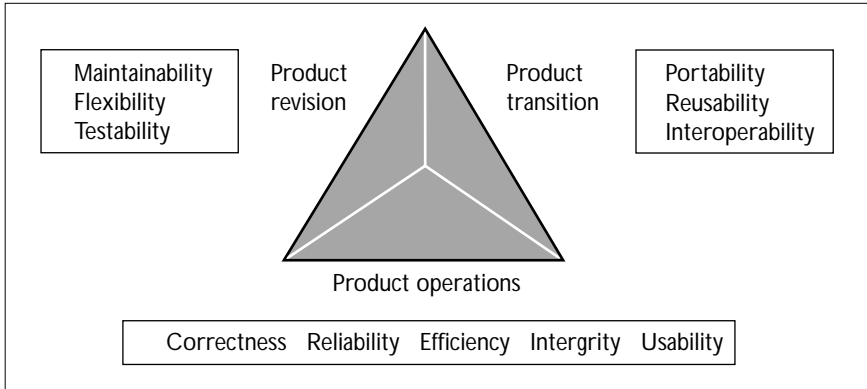 Maintainability
Flexibility
Testability
Product
revision
Product
transition
Portability
Reusability
Interoperability
Product operations
Correctness Reliability Efficiency Intergrity Usability